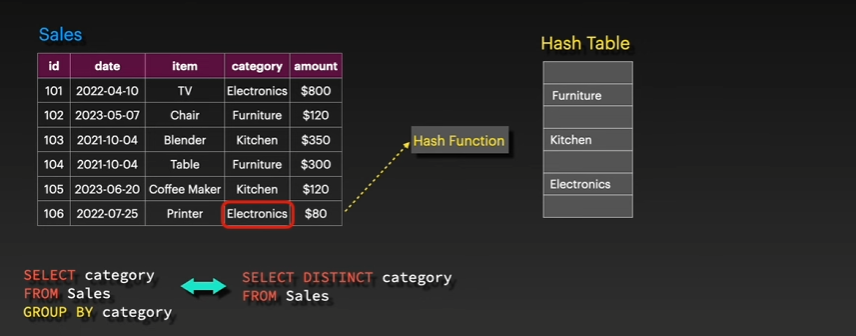 Sales
Hash Table
id date item category amount
101 2022-04-10 TV Electronics $800
102 2023-05-07 Chair Furniture $120
103 2021-10-04 Blender Kitchen $350
104 2021-10-04 Table Furniture $300
105 2023-06-20 Coffee Maker Kitchen $120
106 2022-07-25 Printer Electronics $80
Hash Function
Furniture
Kitchen
Electronics
SELECT category
FROM Sales
GROUP BY category
SELECT DISTINCT category
FROM Sales